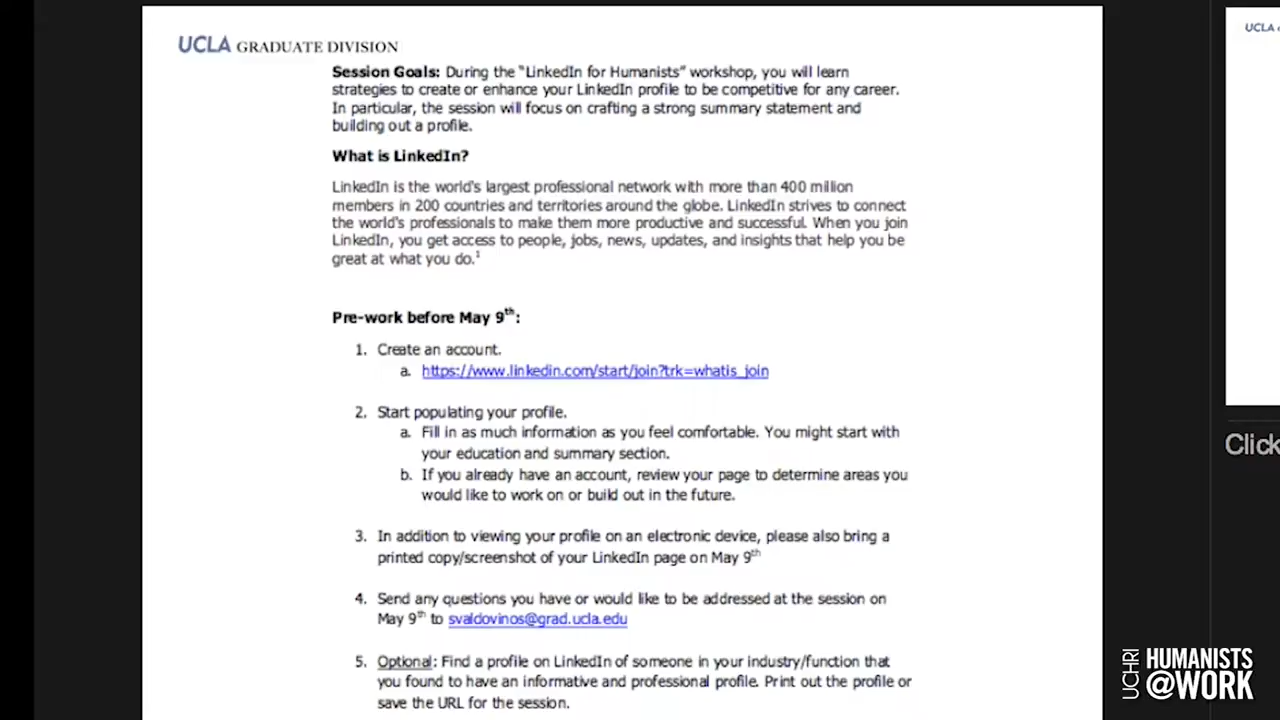 UCLA GRADUATE DIVISION
Session Goals: During the "LinkedIn for Humanists" workshop, you will learn
strategies to create or enhance your LinkedIn profile to be competitive for any career.
In particular, the session will focus on crafting a strong summary statement and
building out a profile.
What is LinkedIn?
LinkedIn is the world's largest professional network with more than 400 million
members in 200 countries and territories around the globe. LinkedIn strives to connect
the world's professionals to make them more productive and successful. When you join
LinkedIn, you get access to people, jobs, news, updates, and insights that help you be
great at what you do.¹
Pre-work before May 9th:
1. Create an account.
a. https://www.linkedin.com/start/join?trk=whatis_join
2. Start populating your profile.
a. Fill in as much information as you feel comfortable. You might start with
your education and summary section.
b. If you already have an account, review your page to determine areas you
would like to work on or build out in the future.
3. In addition to viewing your profile on an electronic device, please also bring a
printed copy/screenshot of your LinkedIn page on May 9th
4. Send any questions you have or would like to be addressed at the session on
May 9th to svaldovinos@grad.ucla.edu
5. Optional: Find a profile on LinkedIn of someone in your industry/function that
you found to have an informative and professional profile. Print out the profile or
save the URL for the session.
UCLA
Click
UCHRI
HUMANISTS
@WORK